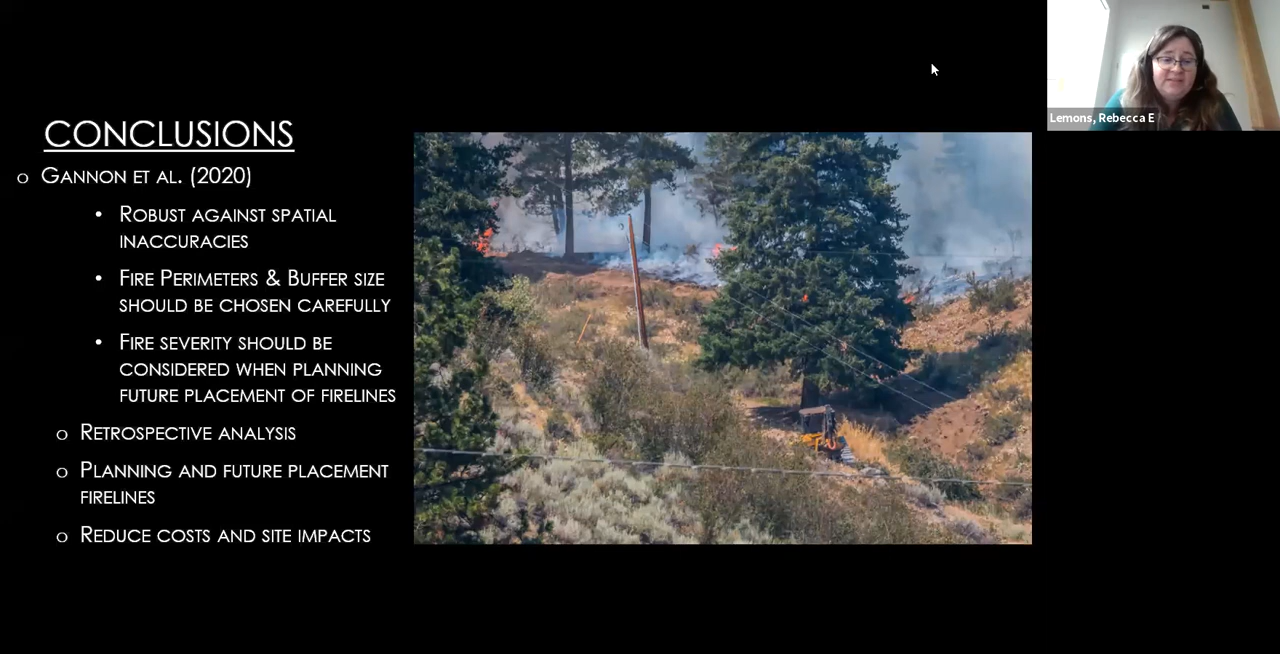 CONCLUSIONS
o GANNON ET AL. (2020)
• ROBUST AGAINST SPATIAL
INACCURACIES
• FIRE PERIMETERS & BUFFER SIZE
SHOULD BE CHOSEN CAREFULLY
• FIRE SEVERITY SHOULD BE
CONSIDERED WHEN PLANNING
FUTURE PLACEMENT OF FIRELINES
o RETROSPECTIVE ANALYSIS
o PLANNING AND FUTURE PLACEMENT
FIRELINES
o REDUCE COSTS AND SITE IMPACTS
Lemons, Rebecca E